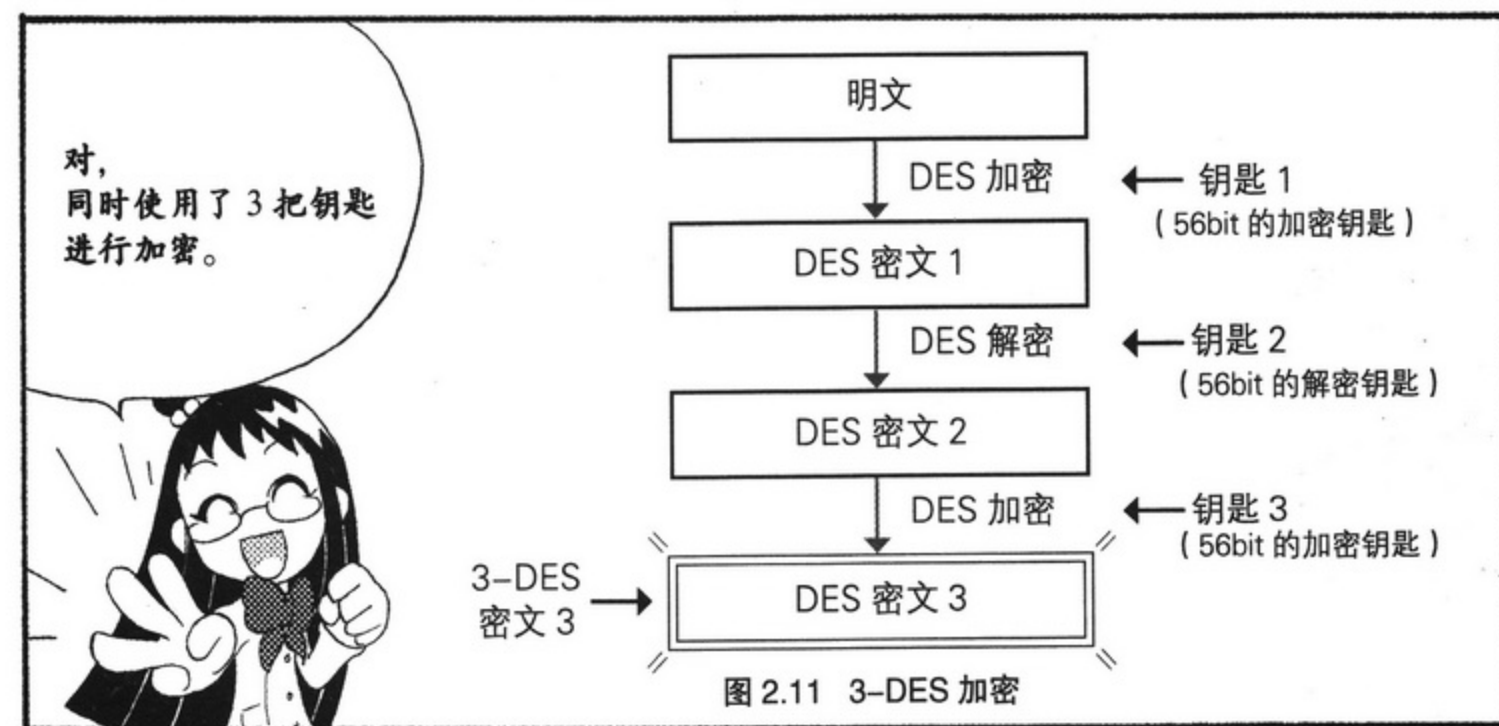 对，
同时使用了 3 把钥匙
进行加密。
明文
DES 加密
钥匙 1
（56bit 的加密钥匙）
DES 密文 1
DES 解密
钥匙 2
（56bit 的解密钥匙）
DES 密文 2
DES 加密
钥匙 3
（56bit 的加密钥匙）
3–DES
密文 3
DES 密文 3
图 2.11 3–DES 加密